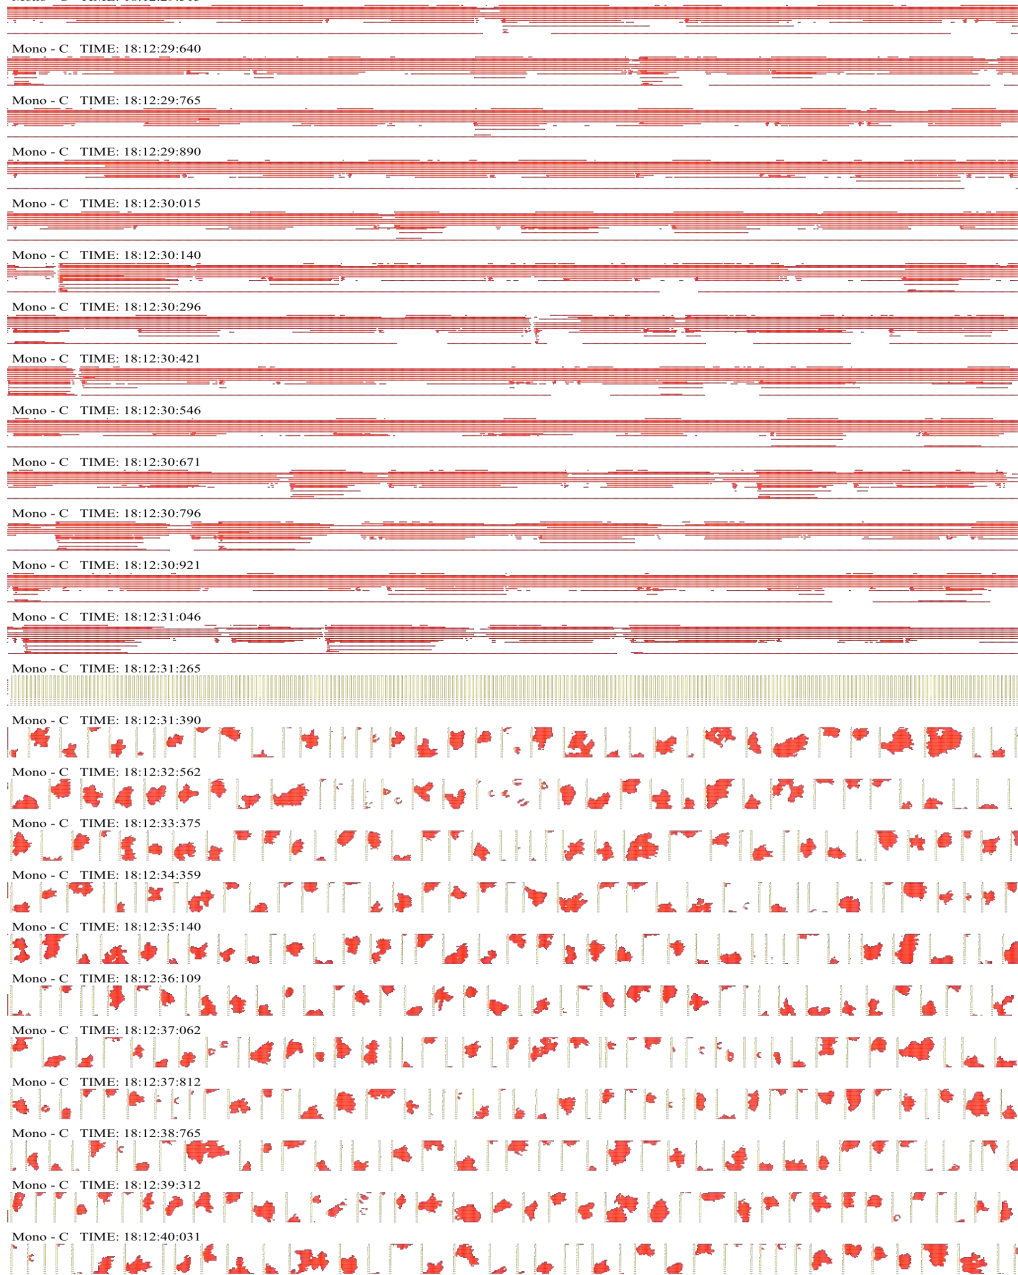 Mono - C TIME: 18:12:29:640
Mono - C TIME: 18:12:29:765
Mono - C TIME: 18:12:29:890
Mono - C TIME: 18:12:30:015
Mono - C TIME: 18:12:30:140
Mono - C TIME: 18:12:30:296
Mono - C TIME: 18:12:30:421
Mono - C TIME: 18:12:30:546
Mono - C TIME: 18:12:30:671
Mono - C TIME: 18:12:30:796
Mono - C TIME: 18:12:30:921
Mono - C TIME: 18:12:31:046
Mono - C TIME: 18:12:31:265
Mono - C TIME: 18:12:31:390
Mono - C TIME: 18:12:32:562
Mono - C TIME: 18:12:33:375
Mono - C TIME: 18:12:34:359
Mono - C TIME: 18:12:35:140
Mono - C TIME: 18:12:36:109
Mono - C TIME: 18:12:37:062
Mono - C TIME: 18:12:37:812
Mono - C TIME: 18:12:38:765
Mono - C TIME: 18:12:39:312
Mono - C TIME: 18:12:40:031